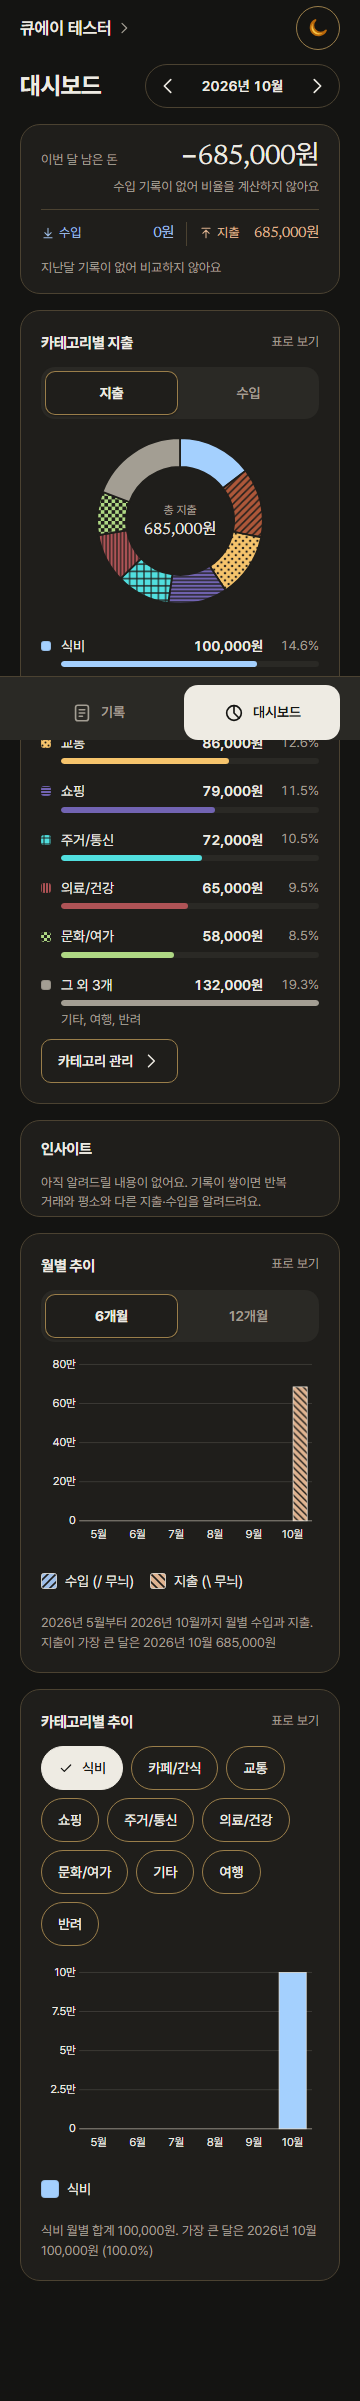 큐에이 테스터
대시보드
2026년 10월
이번 달 남은 돈 −685,000원
수입 기록이 없어 비율을 계산하지 않아요
수입 0원 지출 685,000원
지난달 기록이 없어 비교하지 않아요
카테고리별 지출 표로 보기
지출 수입
총 지출
685,000원
식비 100,000원 14.6%
기록 대시보드
교통 86,000원 12.6%
쇼핑 79,000원 11.5%
주거/통신 72,000원 10.5%
의료/건강 65,000원 9.5%
문화/여가 58,000원 8.5%
그 외 3개 132,000원 19.3%
기타, 여행, 반려
카테고리 관리
인사이트
아직 알려드릴 내용이 없어요. 기록이 쌓이면 반복
거래와 평소와 다른 지출·수입을 알려드려요.
월별 추이 표로 보기
6개월 12개월
80만
60만
40만
20만
0
5월 6월 7월 8월 9월 10월
수입 (/ 무늬) 지출 (\ 무늬)
2026년 5월부터 2026년 10월까지 월별 수입과 지출.
지출이 가장 큰 달은 2026년 10월 685,000원
카테고리별 추이 표로 보기
식비 카페/간식 교통
쇼핑 주거/통신 의료/건강
문화/여가 기타 여행
반려
10만
7.5만
5만
2.5만
0
5월 6월 7월 8월 9월 10월
식비
식비 월별 합계 100,000원. 가장 큰 달은 2026년 10월
100,000원 (100.0%)